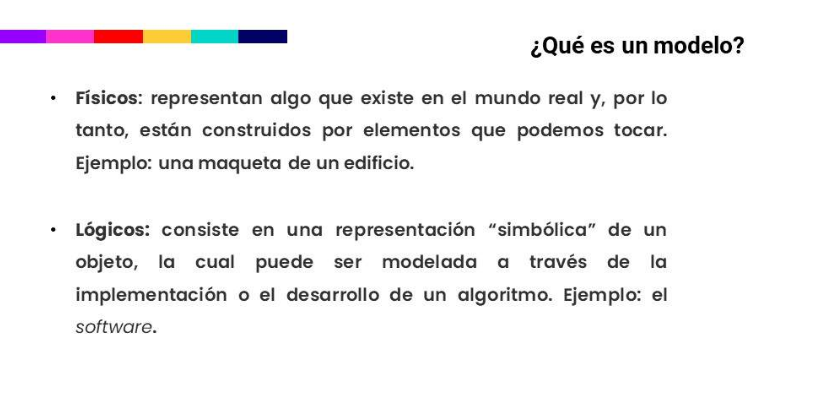 ¿Qué es un modelo?
• Físicos: representan algo que existe en el mundo real y, por lo
tanto, están construidos por elementos que podemos tocar.
Ejemplo: una maqueta de un edificio.
• Lógicos: consiste en una representación “simbólica” de un
objeto, la cual puede ser modelada a través de la
implementación o el desarrollo de un algoritmo. Ejemplo: el
software.